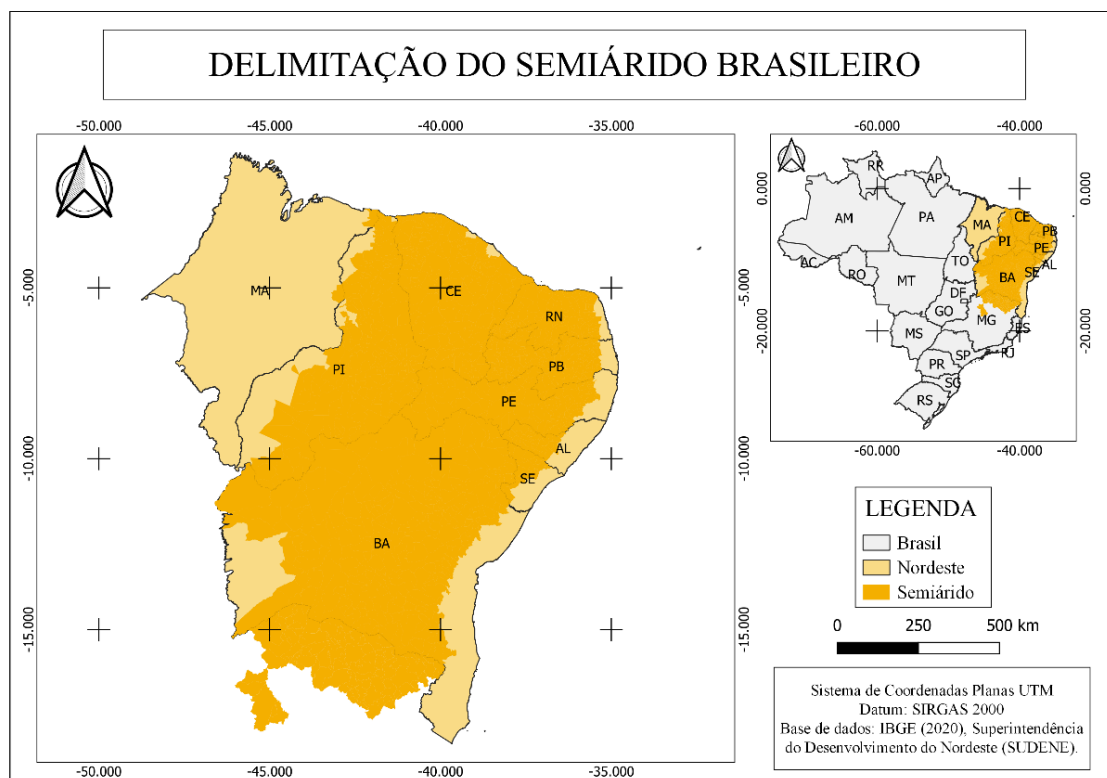 DELIMITAÇÃO DO SEMIÁRIDO BRASILEIRO
-50.000 -45.000 -40.000 -35.000
-5.000
-10.000
-15.000
MA
CE
RN
PI
PB
PE
AL
SE
BA
-5.000
-10.000
-15.000
-50.000 -45.000 -40.000 -35.000
-60.000 -40.000
0.000
-20.000
RR
AP
AM
PA
MA
CE
PB
PI
PE
AC
RO
TO
AL
SE
MT
BA
DF
GO
MG
ES
MS
SP
RJ
PR
SC
RS
0.000
-20.000
-60.000 -40.000
LEGENDA
Brasil
Nordeste
Semiárido
0 250 500 km
Sistema de Coordenadas Planas UTM
Datum: SIRGAS 2000
Base de dados: IBGE (2020), Superintendência
do Desenvolvimento do Nordeste (SUDENE).